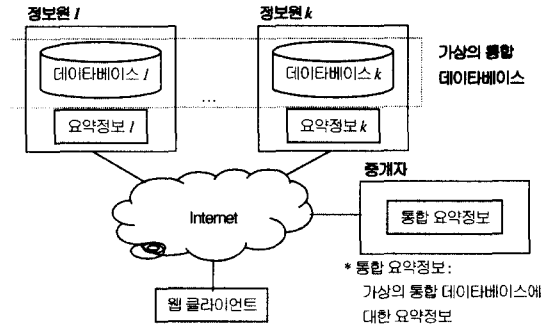 정보원 1
정보원 k
데이타베이스 1
데이타베이스 k
가상의 통합
데이타베이스
...
요약정보 1
요약정보 k
중개자
Internet
통합 요약정보
* 통합 요약정보:
가상의 통합 데이타베이스에
대한 요약정보
웹 클라이언트